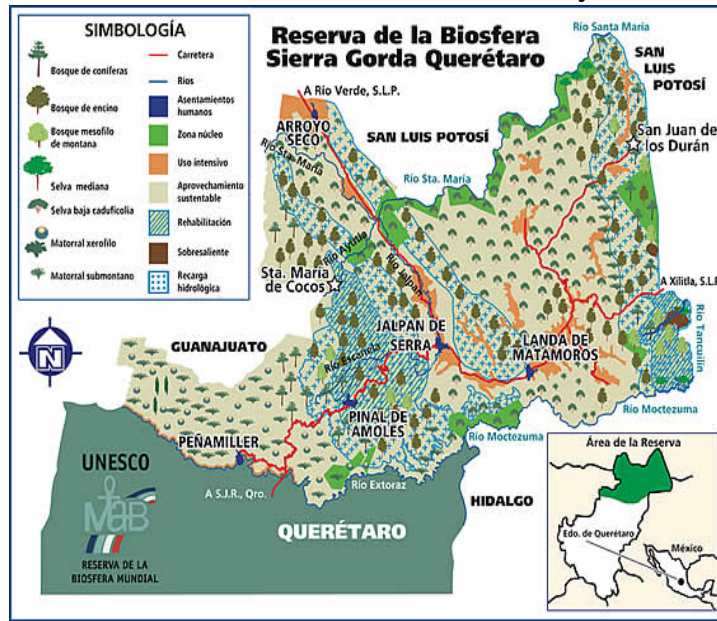 SIMBOLOGÍA
Bosque de coníferas
Bosque de encino
Bosque mesofilo
de montana
Selva mediana
Selva baja caducifolia
Matorral xerofilo
Matorral submontano
Carretera
Ríos
Asentamientos
humanos
Zona núcleo
Uso intensivo
Aprovechamiento
sustentable
Rehabilitación
Sobresaliente
Recarga
hidrológica
Reserva de la Biosfera
Sierra Gorda Querétaro
Río Santa María
SAN
LUIS
POTOSÍ
A Río Verde, S.L.P.
ARROYO
SECO
SAN LUIS POTOSÍ
San Juan de
los Durán
Río Sta. María
Río Sta. María
Río Ayutla
Río Jalpan
Sta. María
de Cocos
A Xilitla, S.L.P.
Río Tancuilín
JALPAN DE
SERRA
LANDA DE
MATAMOROS
GUANAJUATO
Río Escanela
PINAL DE
AMOLES
Río Moctezuma
Río Moctezuma
PEÑAMILLER
A S.J.R., Qro.
Río Extoraz
HIDALGO
QUERÉTARO
UNESCO
MaB
RESERVA DE LA
BIOSFERA MUNDIAL
Área de la Reserva
Edo. de Querétaro
México
N